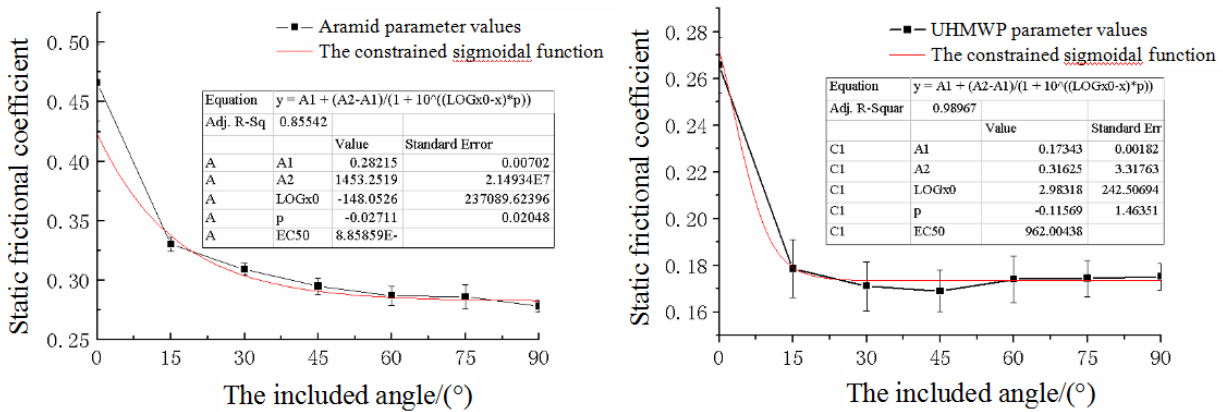 Aramid parameter values
The constrained sigmoidal function
Static frictional coefficient
0. 50
0. 45
0. 40
0. 35
0. 30
0. 25
Equation y = A1 + (A2-A1)/(1 + 10^((LOGx0-x)*p))
Adj. R-Sq 0.85542
Value Standard Error
A A1 0.28215 0.00702
A A2 1453.2519 2.14934E7
A LOGx0 -148.0526 237089.62396
A p -0.02711 0.02048
A EC50 8.85859E-
0 15 30 45 60 75 90
The included angle/(°)
UHMWP parameter values
The constrained sigmoidal function
Static frictional coefficient
0. 28
0. 26
0. 24
0. 22
0. 20
0. 18
0. 16
Equation y = A1 + (A2-A1)/(1 + 10^((LOGx0-x)*p))
Adj. R-Squar 0.98967
Value Standard Err
C1 A1 0.17343 0.00182
C1 A2 0.31625 3.31763
C1 LOGx0 2.98318 242.50694
C1 p -0.11569 1.46351
C1 EC50 962.00438
0 15 30 45 60 75 90
The included angle/(°)